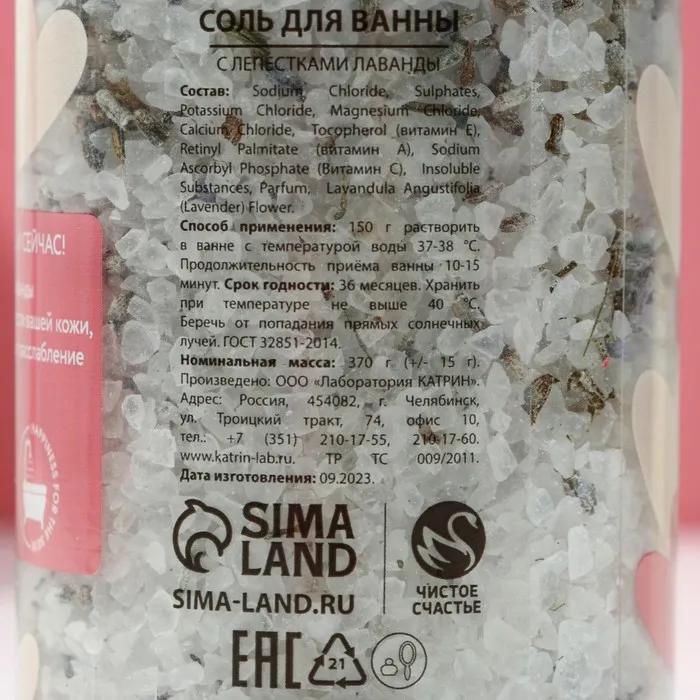 СОЛЬ ДЛЯ ВАННЫ
С ЛЕПЕСТКАМИ ЛАВАНДЫ
Состав: Sodium Chloride, Sulphates,
Potassium Chloride, Magnesium Chloride,
Calcium Chloride, Tocopherol (витамин E),
Retinyl Palmitate (витамин А), Sodium
Ascorbyl Phosphate (Витамин С), Insoluble
Substances, Parfum, Lavandula Angustifolia
(Lavender) Flower.
Способ применения: 150 г растворить
в ванне с температурой воды 37-38 °С.
Продолжительность приёма ванны 10-15
минут. Срок годности: 36 месяцев. Хранить
при температуре не выше 40 °С.
Беречь от попадания прямых солнечных
лучей. ГОСТ 32851-2014.
Номинальная масса: 370 г (+/- 15 г).
Произведено: ООО «Лаборатория КАТРИН».
Адрес: Россия, 454082, г. Челябинск,
ул. Троицкий тракт, 74, офис 10,
тел.: +7 (351) 210-17-55, 210-17-60.
www.katrin-lab.ru. ТР ТС 009/2011.
Дата изготовления: 09.2023.
СЕЙЧАС!
вашей кожи,
HAPPINESS FOR THE
SIMA
LAND
SIMA-LAND.RU
ЧИСТОЕ
СЧАСТЬЕ
EAC
21